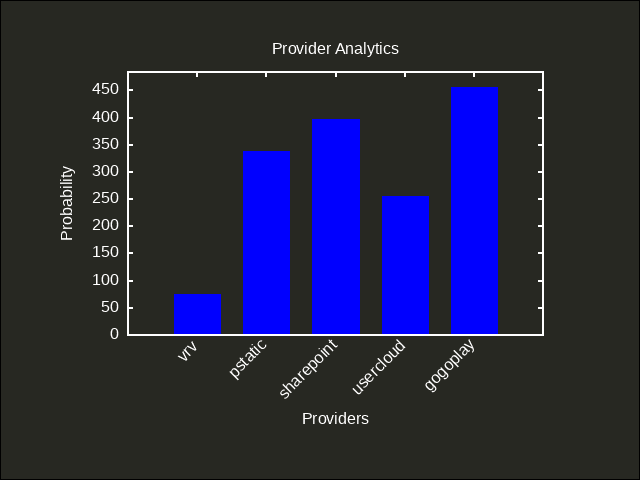 Provider Analytics
Probability
450
400
350
300
250
200
150
100
50
0
vrv
pstatic
sharepoint
usercloud
gogoplay
Providers